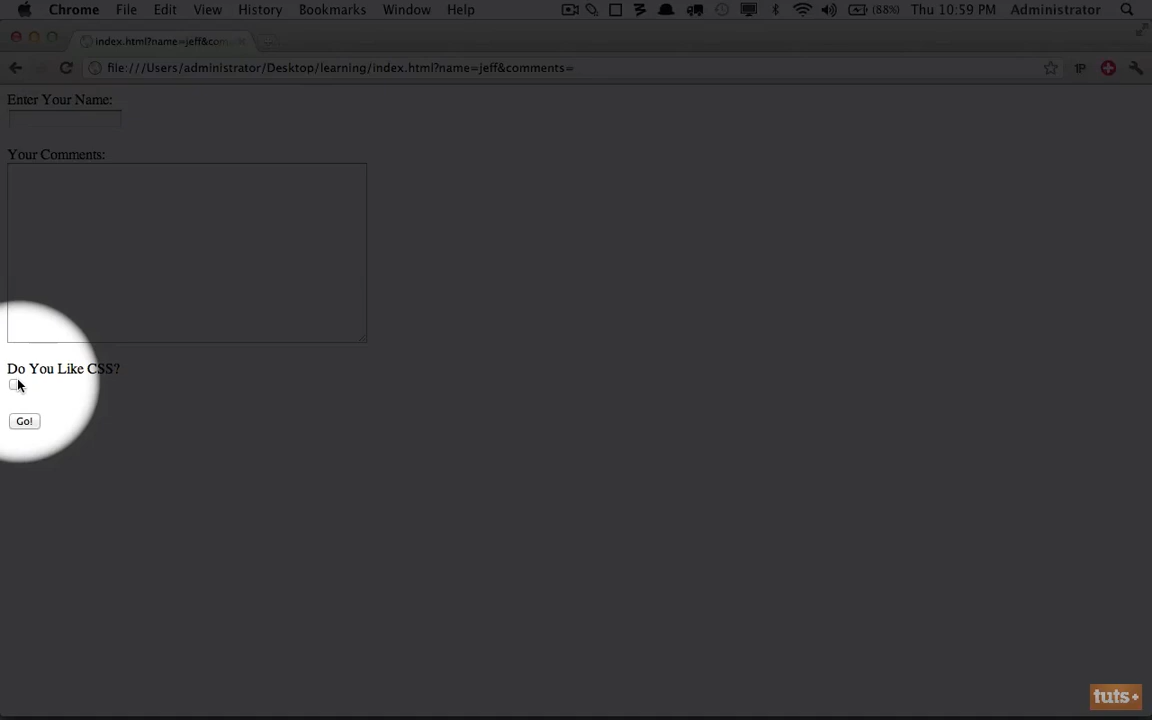 Chrome File Edit View History Bookmarks Window Help (88%) Thu 10:59 PM Administrator
index.html?name=jeff&com
file:///Users/administrator/Desktop/learning/index.html?name=jeff&comments= 1P
Enter Your Name:
Your Comments:
Do You Like CSS?
Go!
tuts+